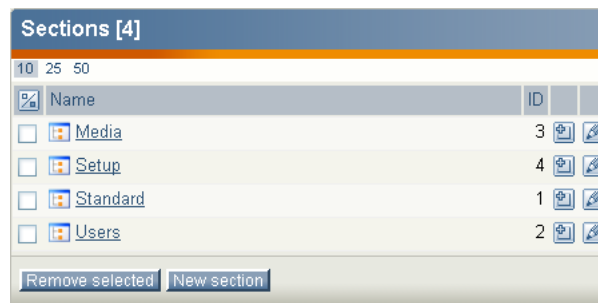 Sections [4]
10 25 50
Name ID
Media 3
Setup 4
Standard 1
Users 2
Remove selected New section